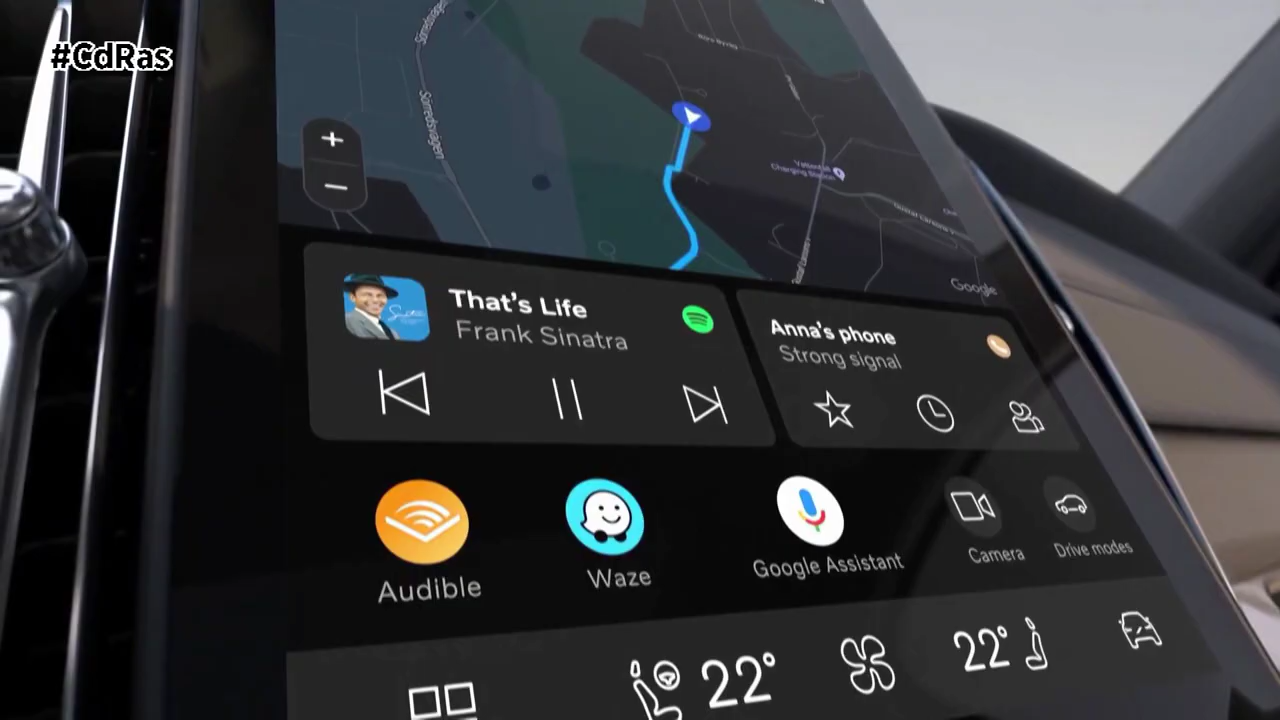 #CdRas
Sörredsvägen
Google
That's Life
Frank Sinatra
Anna's phone
Strong signal
Audible
Waze
Google Assistant
Camera
Drive modes
22°
22°